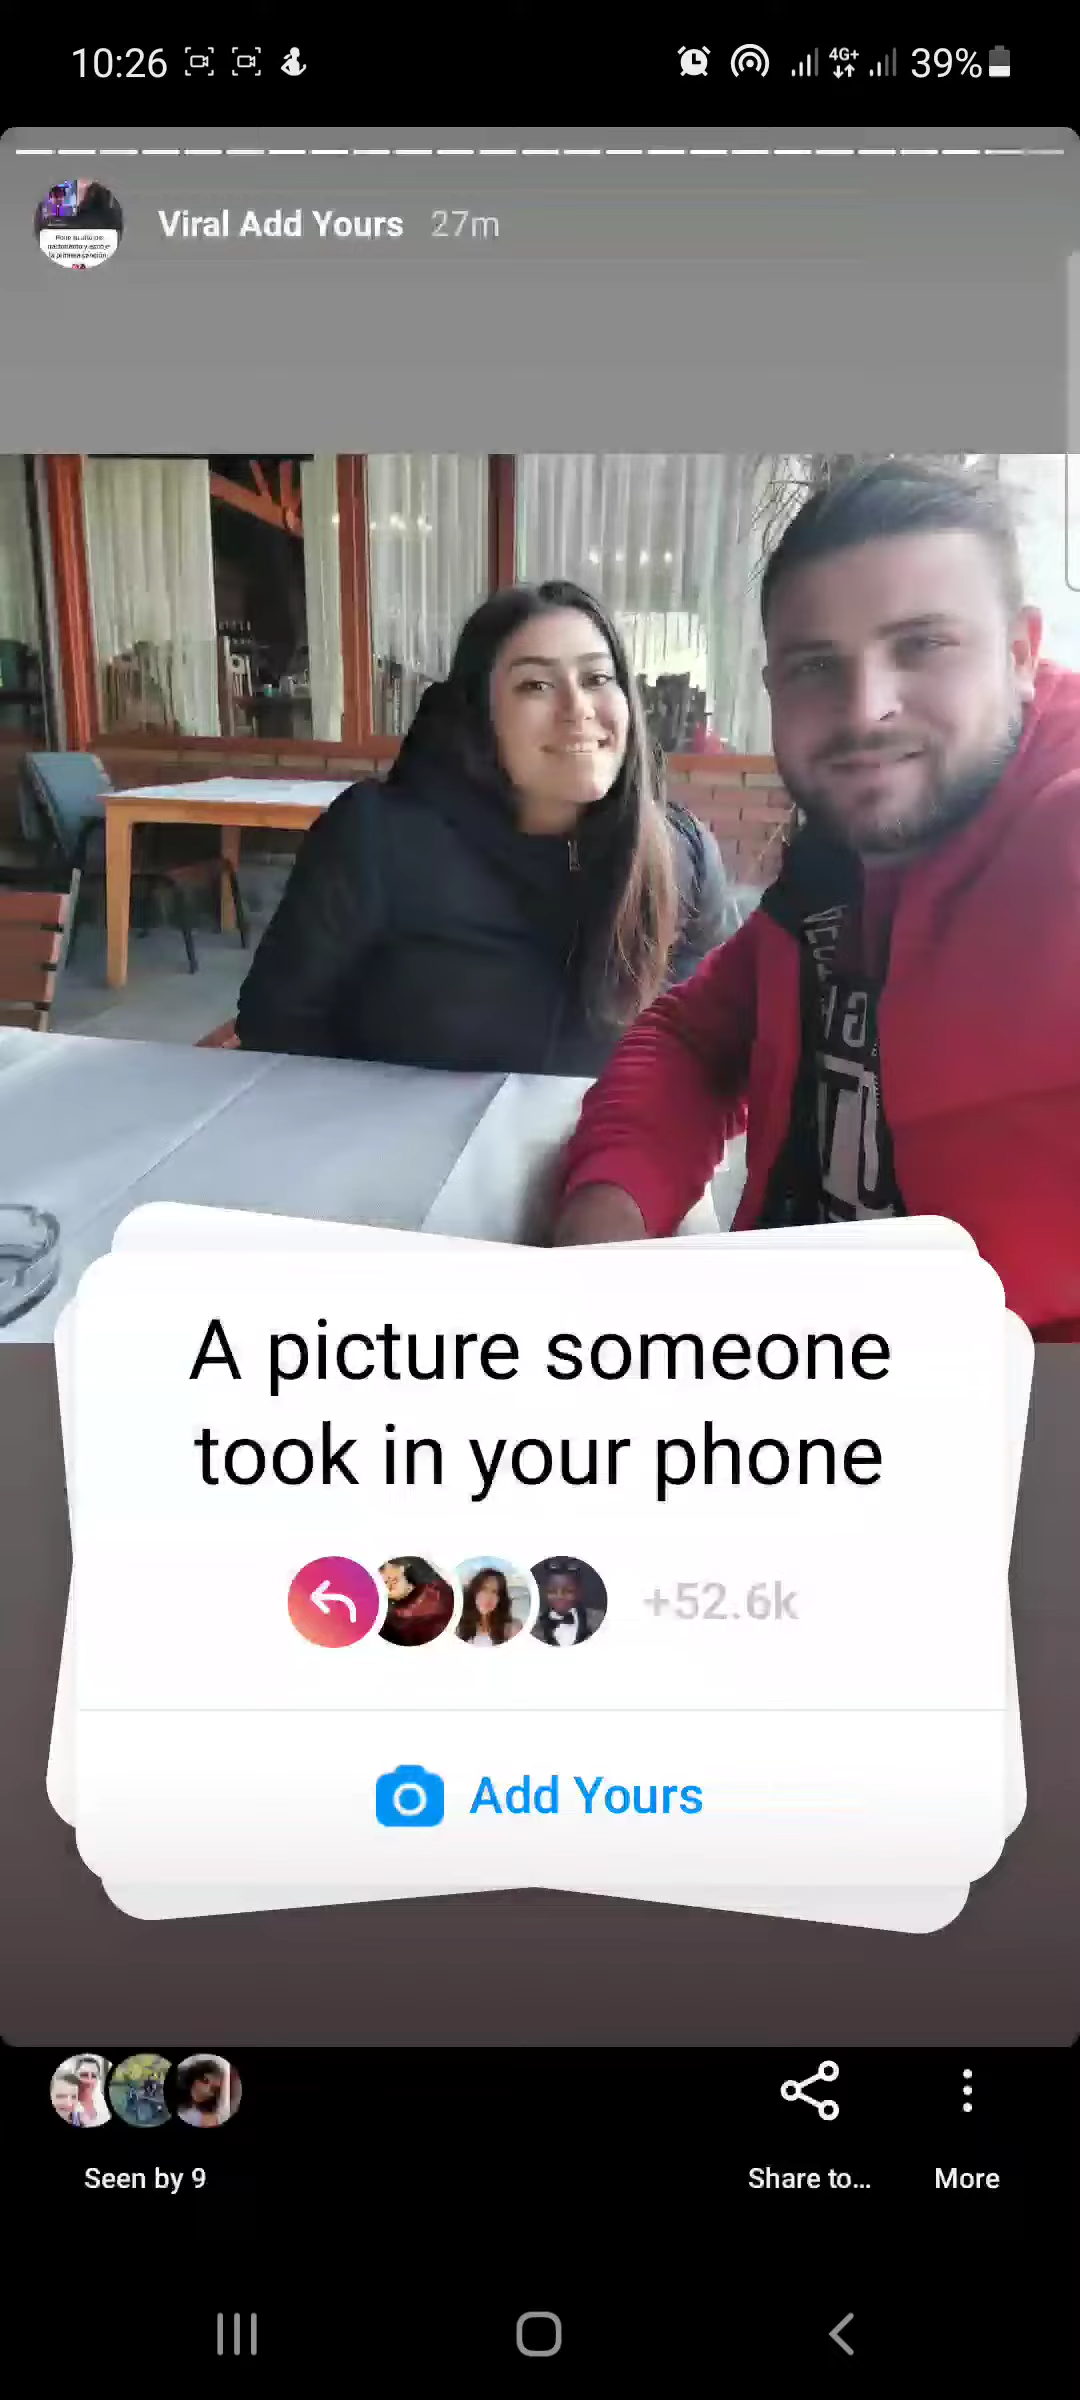 10:26
4G+
39%
Viral Add Yours 27m
A picture someone
took in your phone
+52.6k
Add Yours
Seen by 9
Share to...
More